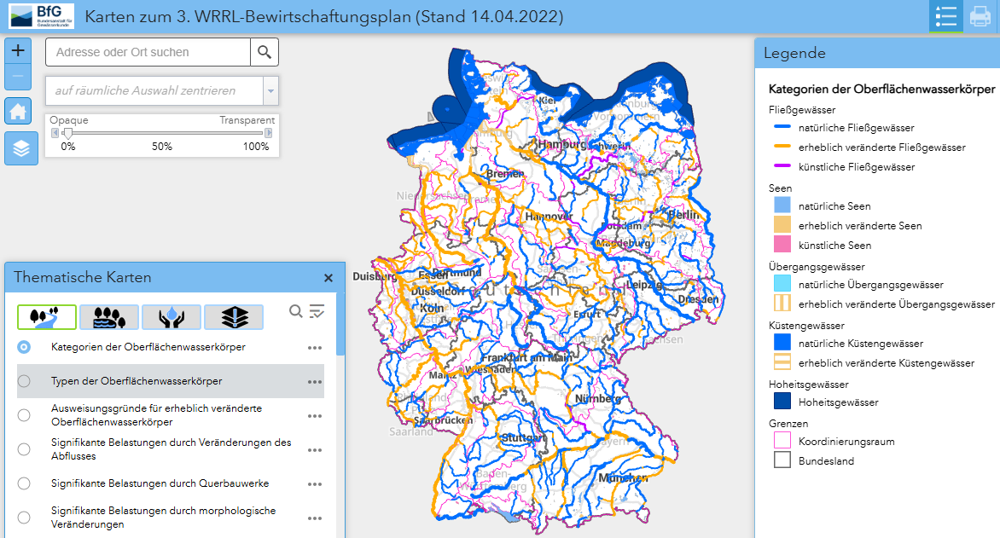 BfG
Bundesanstalt für
Gewässerkunde
Karten zum 3. WRRL-Bewirtschaftungsplan (Stand 14.04.2022)
Adresse oder Ort suchen
auf räumliche Auswahl zentrieren
Opaque
Transparent
0%
50%
100%
Thematische Karten
Kategorien der Oberflächenwasserkörper
Typen der Oberflächenwasserkörper
Ausweisungsgründe für erheblich veränderte
Oberflächenwasserkörper
Signifikante Belastungen durch Veränderungen des
Abflusses
Signifikante Belastungen durch Querbauwerke
Signifikante Belastungen durch morphologische
Veränderungen
Kiel
Hamburg
Schwerin
Bremen
Niedersachsen
Hannover
Berlin
Potsdam
Magdeburg
Duisburg
Essen
Dortmund
Düsseldorf
Leipzig
Köln
Dresden
Erfurt
Thüringen
Sachsen
Frankfurt am Main
Mainz
Wiesbaden
Nürnberg
Saarbrücken
Saarland
Stuttgart
Bayern
Baden-
Württemberg
München
Legende
Kategorien der Oberflächenwasserkörper
Fließgewässer
natürliche Fließgewässer
erheblich veränderte Fließgewässer
künstliche Fließgewässer
Seen
natürliche Seen
erheblich veränderte Seen
künstliche Seen
Übergangsgewässer
natürliche Übergangsgewässer
erheblich veränderte Übergangsgewässer
Küstengewässer
natürliche Küstengewässer
erheblich veränderte Küstengewässer
Hoheitsgewässer
Hoheitsgewässer
Grenzen
Koordinierungsraum
Bundesland